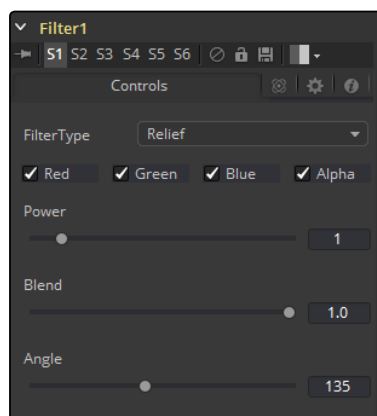 Filter1
S1 S2 S3 S4 S5 S6
Controls
FilterType Relief
Red Green Blue Alpha
Power
1
Blend
1.0
Angle
135